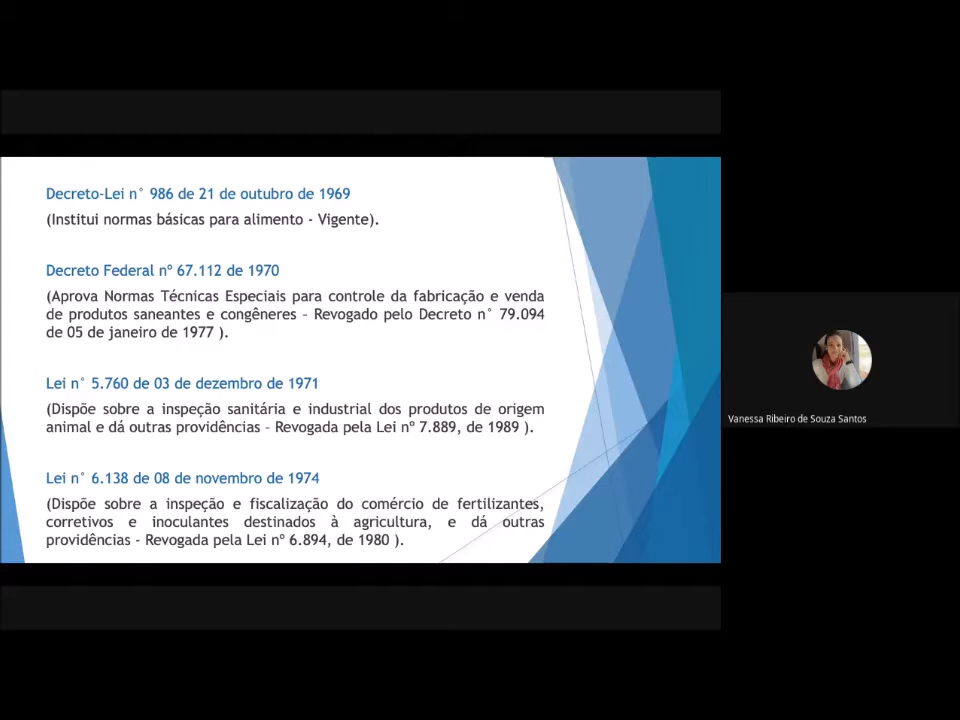 Decreto-Lei n° 986 de 21 de outubro de 1969
(Institui normas básicas para alimento - Vigente).
Decreto Federal nº 67.112 de 1970
(Aprova Normas Técnicas Especiais para controle da fabricação e venda
de produtos saneantes e congêneres – Revogado pelo Decreto n° 79.094
de 05 de janeiro de 1977 ).
Lei n° 5.760 de 03 de dezembro de 1971
(Dispõe sobre a inspeção sanitária e industrial dos produtos de origem
animal e dá outras providências – Revogada pela Lei nº 7.889, de 1989 ).
Lei n° 6.138 de 08 de novembro de 1974
(Dispõe sobre a inspeção e fiscalização do comércio de fertilizantes,
corretivos e inoculantes destinados à agricultura, e dá outras
providências - Revogada pela Lei nº 6.894, de 1980 ).
Vanessa Ribeiro de Souza Santos